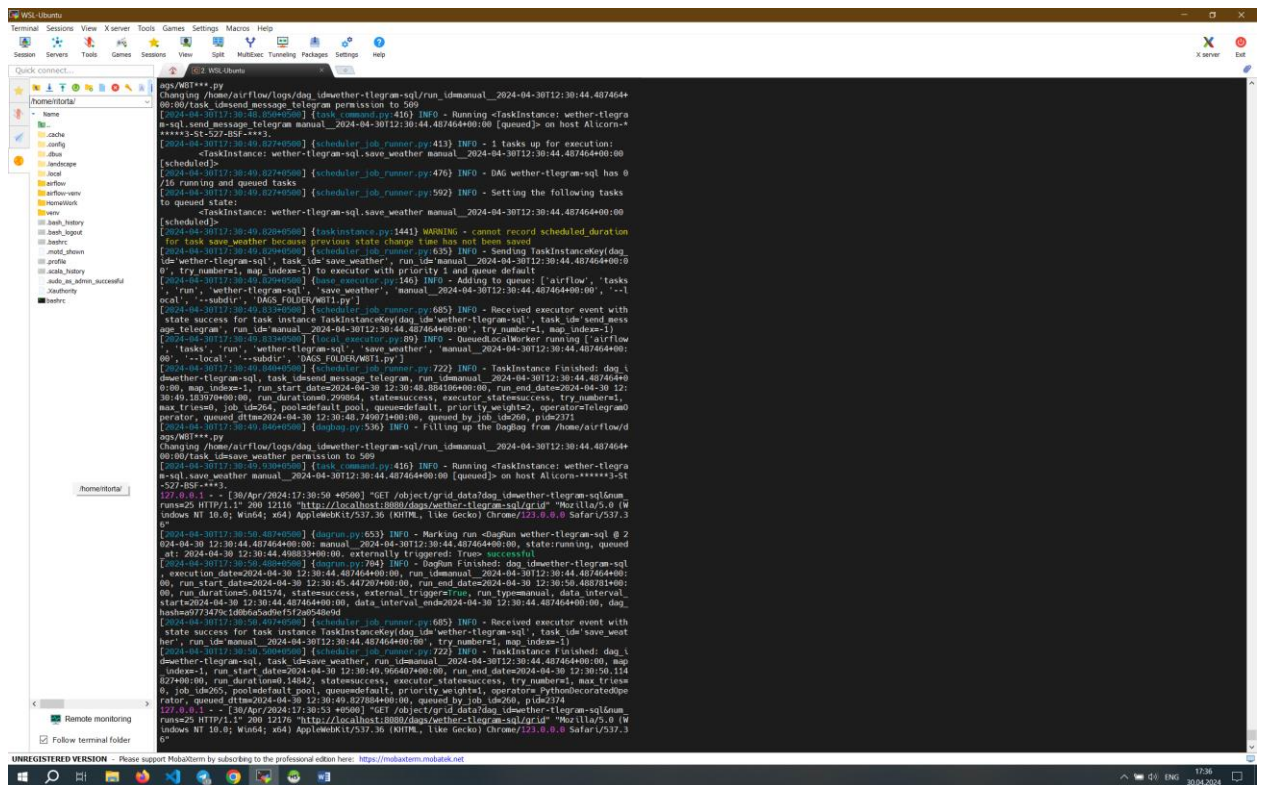 WSL-Ubuntu
Terminal Sessions View X server Tools Games Settings Macros Help
Session Servers Tools Games Sessions View Split MultiExec Tunneling Packages Settings Help X server Exit
Quick connect...
2. WSL-Ubuntu
/home/ritorta/
Name
..
.cache
.config
.dbus
.landscape
.local
airflow
airflow-venv
HomeWork
venv
.bash_history
.bash_logout
.bashrc
.motd_shown
.profile
.scala_history
.sudo_as_admin_successful
.Xauthority
bashrc
/home/ritorta/
Remote monitoring
Follow terminal folder
ags/W8T***.py
Changing /home/airflow/logs/dag_id=wether-tlegram-sql/run_id=manual__2024-04-30T12:30:44.487464+
00:00/task_id=send_message_telegram permission to 509
[2024-04-30T17:30:48.850+0500] {task_command.py:416} INFO - Running <TaskInstance: wether-tlegra
m-sql.send_message_telegram manual__2024-04-30T12:30:44.487464+00:00 [queued]> on host Alicorn-*
*****3-St-527-BSF-***3.
[2024-04-30T17:30:49.827+0500] {scheduler_job_runner.py:413} INFO - 1 tasks up for execution:
<TaskInstance: wether-tlegram-sql.save_weather manual__2024-04-30T12:30:44.487464+00:00
[scheduled]>
[2024-04-30T17:30:49.827+0500] {scheduler_job_runner.py:476} INFO - DAG wether-tlegram-sql has 0
/16 running and queued tasks
[2024-04-30T17:30:49.827+0500] {scheduler_job_runner.py:592} INFO - Setting the following tasks
to queued state:
<TaskInstance: wether-tlegram-sql.save_weather manual__2024-04-30T12:30:44.487464+00:00
[scheduled]>
[2024-04-30T17:30:49.828+0500] {taskinstance.py:1441} WARNING - cannot record scheduled_duration
for task save_weather because previous state change time has not been saved
[2024-04-30T17:30:49.829+0500] {scheduler_job_runner.py:635} INFO - Sending TaskInstanceKey(dag_
id='wether-tlegram-sql', task_id='save_weather', run_id='manual__2024-04-30T12:30:44.487464+00:0
0', try_number=1, map_index=-1) to executor with priority 1 and queue default
[2024-04-30T17:30:49.829+0500] {base_executor.py:146} INFO - Adding to queue: ['airflow', 'tasks
', 'run', 'wether-tlegram-sql', 'save_weather', 'manual__2024-04-30T12:30:44.487464+00:00', '--l
ocal', '--subdir', 'DAGS_FOLDER/W8T1.py']
[2024-04-30T17:30:49.833+0500] {scheduler_job_runner.py:685} INFO - Received executor event with
state success for task instance TaskInstanceKey(dag_id='wether-tlegram-sql', task_id='send_mess
age_telegram', run_id='manual__2024-04-30T12:30:44.487464+00:00', try_number=1, map_index=-1)
[2024-04-30T17:30:49.833+0500] {local_executor.py:89} INFO - QueuedLocalWorker running ['airflow
', 'tasks', 'run', 'wether-tlegram-sql', 'save_weather', 'manual__2024-04-30T12:30:44.487464+00:
00', '--local', '--subdir', 'DAGS_FOLDER/W8T1.py']
[2024-04-30T17:30:49.840+0500] {scheduler_job_runner.py:722} INFO - TaskInstance Finished: dag_i
d=wether-tlegram-sql, task_id=send_message_telegram, run_id=manual__2024-04-30T12:30:44.487464+0
0:00, map_index=-1, run_start_date=2024-04-30 12:30:48.884106+00:00, run_end_date=2024-04-30 12:
30:49.183970+00:00, run_duration=0.299864, state=success, executor_state=success, try_number=1,
max_tries=0, job_id=264, pool=default_pool, queue=default, priority_weight=2, operator=TelegramO
perator, queued_dttm=2024-04-30 12:30:48.749071+00:00, queued_by_job_id=260, pid=2371
[2024-04-30T17:30:49.846+0500] {dagbag.py:536} INFO - Filling up the DagBag from /home/airflow/d
ags/W8T***.py
Changing /home/airflow/logs/dag_id=wether-tlegram-sql/run_id=manual__2024-04-30T12:30:44.487464+
00:00/task_id=save_weather permission to 509
[2024-04-30T17:30:49.930+0500] {task_command.py:416} INFO - Running <TaskInstance: wether-tlegra
m-sql.save_weather manual__2024-04-30T12:30:44.487464+00:00 [queued]> on host Alicorn-******3-St
-527-BSF-***3.
127.0.0.1 - - [30/Apr/2024:17:30:50 +0500] "GET /object/grid_data?dag_id=wether-tlegram-sql&num_
runs=25 HTTP/1.1" 200 12116 "http://localhost:8080/dags/wether-tlegram-sql/grid" "Mozilla/5.0 (W
indows NT 10.0; Win64; x64) AppleWebKit/537.36 (KHTML, like Gecko) Chrome/123.0.0.0 Safari/537.3
6"
[2024-04-30T17:30:50.487+0500] {dagrun.py:653} INFO - Marking run <DagRun wether-tlegram-sql @ 2
024-04-30 12:30:44.487464+00:00: manual__2024-04-30T12:30:44.487464+00:00, state:running, queued
_at: 2024-04-30 12:30:44.498833+00:00. externally triggered: True> successful
[2024-04-30T17:30:50.488+0500] {dagrun.py:704} INFO - DagRun Finished: dag_id=wether-tlegram-sql
, execution_date=2024-04-30 12:30:44.487464+00:00, run_id=manual__2024-04-30T12:30:44.487464+00:
00, run_start_date=2024-04-30 12:30:45.447207+00:00, run_end_date=2024-04-30 12:30:50.488781+00:
00, run_duration=5.041574, state=success, external_trigger=True, run_type=manual, data_interval_
start=2024-04-30 12:30:44.487464+00:00, data_interval_end=2024-04-30 12:30:44.487464+00:00, dag_
hash=a9773479c1d0b6a5ad9ef5f2a0548e9d
[2024-04-30T17:30:50.497+0500] {scheduler_job_runner.py:685} INFO - Received executor event with
state success for task instance TaskInstanceKey(dag_id='wether-tlegram-sql', task_id='save_weat
her', run_id='manual__2024-04-30T12:30:44.487464+00:00', try_number=1, map_index=-1)
[2024-04-30T17:30:50.500+0500] {scheduler_job_runner.py:722} INFO - TaskInstance Finished: dag_i
d=wether-tlegram-sql, task_id=save_weather, run_id=manual__2024-04-30T12:30:44.487464+00:00, map
_index=-1, run_start_date=2024-04-30 12:30:49.966407+00:00, run_end_date=2024-04-30 12:30:50.114
827+00:00, run_duration=0.14842, state=success, executor_state=success, try_number=1, max_tries=
0, job_id=265, pool=default_pool, queue=default, priority_weight=1, operator=_PythonDecoratedOpe
rator, queued_dttm=2024-04-30 12:30:49.827884+00:00, queued_by_job_id=260, pid=2374
127.0.0.1 - - [30/Apr/2024:17:30:53 +0500] "GET /object/grid_data?dag_id=wether-tlegram-sql&num_
runs=25 HTTP/1.1" 200 12176 "http://localhost:8080/dags/wether-tlegram-sql/grid" "Mozilla/5.0 (W
indows NT 10.0; Win64; x64) AppleWebKit/537.36 (KHTML, like Gecko) Chrome/123.0.0.0 Safari/537.3
6"
UNREGISTERED VERSION - Please support MobaXterm by subscribing to the professional edition here: https://mobaxterm.mobatek.net
ENG
17:36
30.04.2024